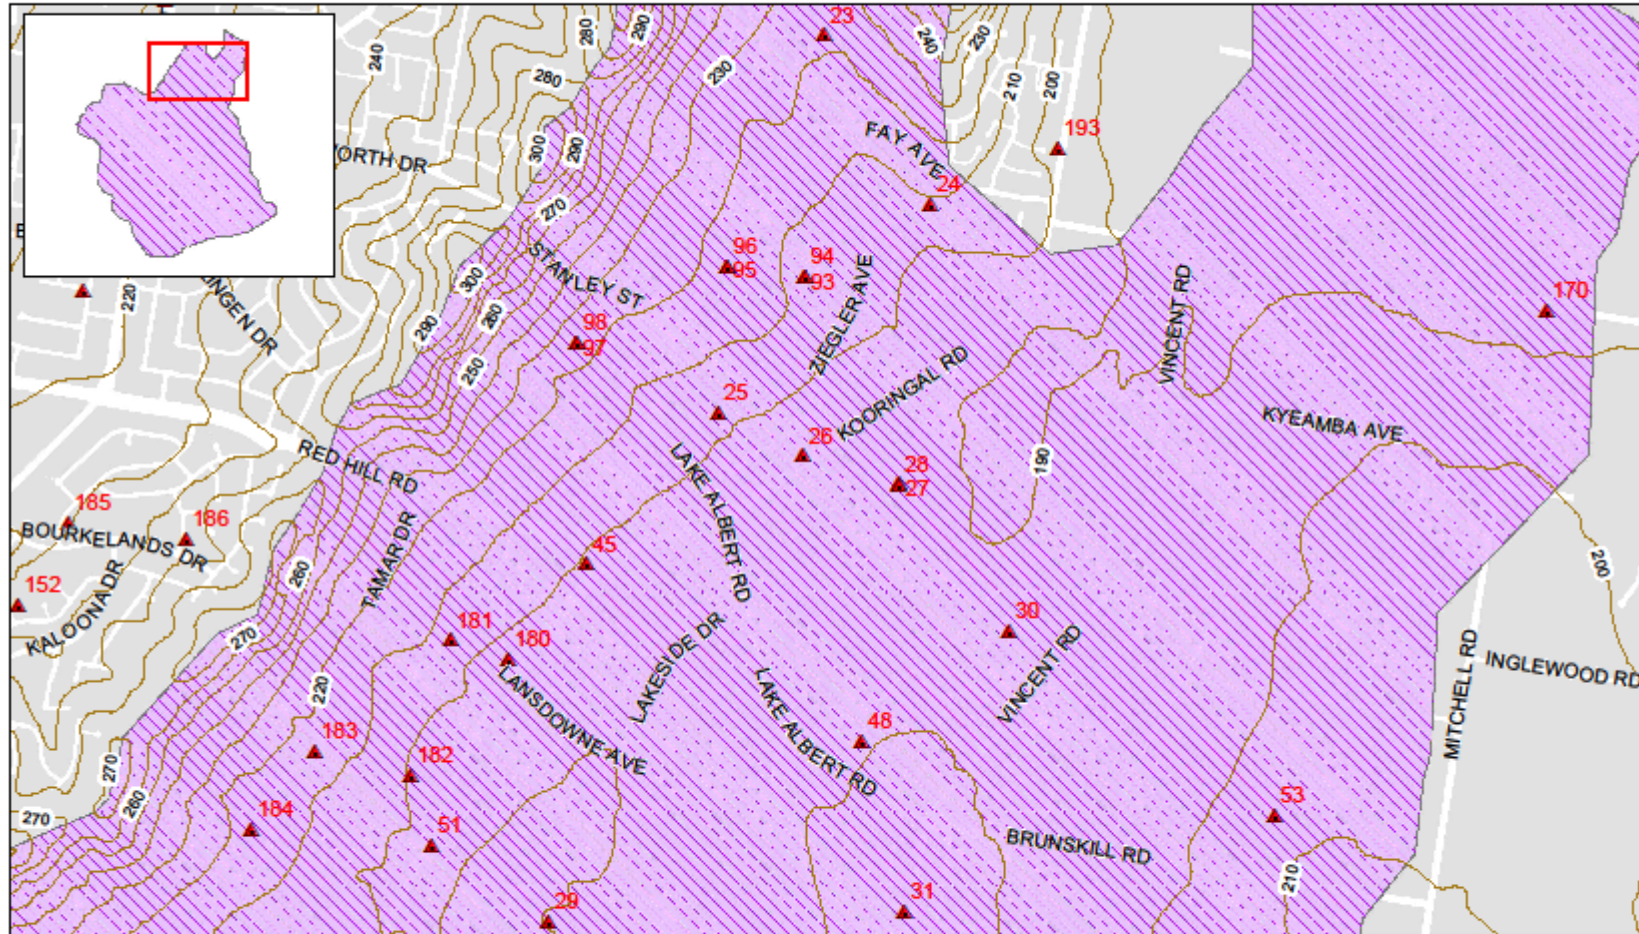 23
290
280
240
230
240
230
280
210
200
193
FAY AVE
300
290
ORTH DR
24
270
96
95
94
93
STANLEY ST
ZIEGLER AVE
300
220
LINGEN DR
260
290
170
VINCENT RD
98
97
250
KOORINGAL RD
25
KYEAMBA AVE
26
RED HILL RD
190
28
27
LAKE ALBERT RD
185
186
BOURKELANDS DR
TAMAR DR
45
200
260
152
KALOONA DR
181
180
270
30
VINCENT RD
LAKESIDE DR
INGLEWOOD RD
MITCHELL RD
220
LANSDOWNE AVE
LAKE ALBERT RD
48
183
182
270
260
53
270
184
51
BRUNSKILL RD
210
29
31